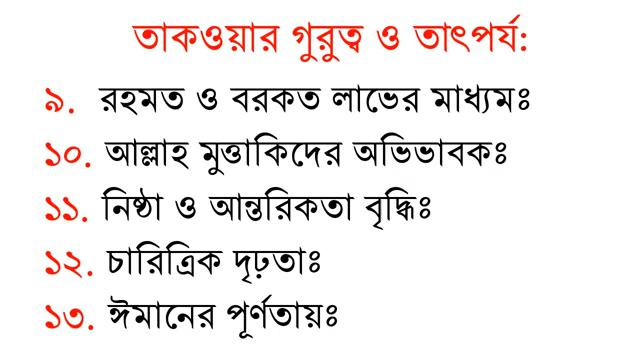 তাকওয়ার গুরুত্ব ও তাৎপর্য:
৯. রহমত ও বরকত লাভের মাধ্যমঃ
১০. আল্লাহ মুত্তাকিদের অভিভাবকঃ
১১. নিষ্ঠা ও আন্তরিকতা বৃদ্ধিঃ
১২. চারিত্রিক দৃঢ়তাঃ
১৩. ঈমানের পূর্ণতায়ঃ